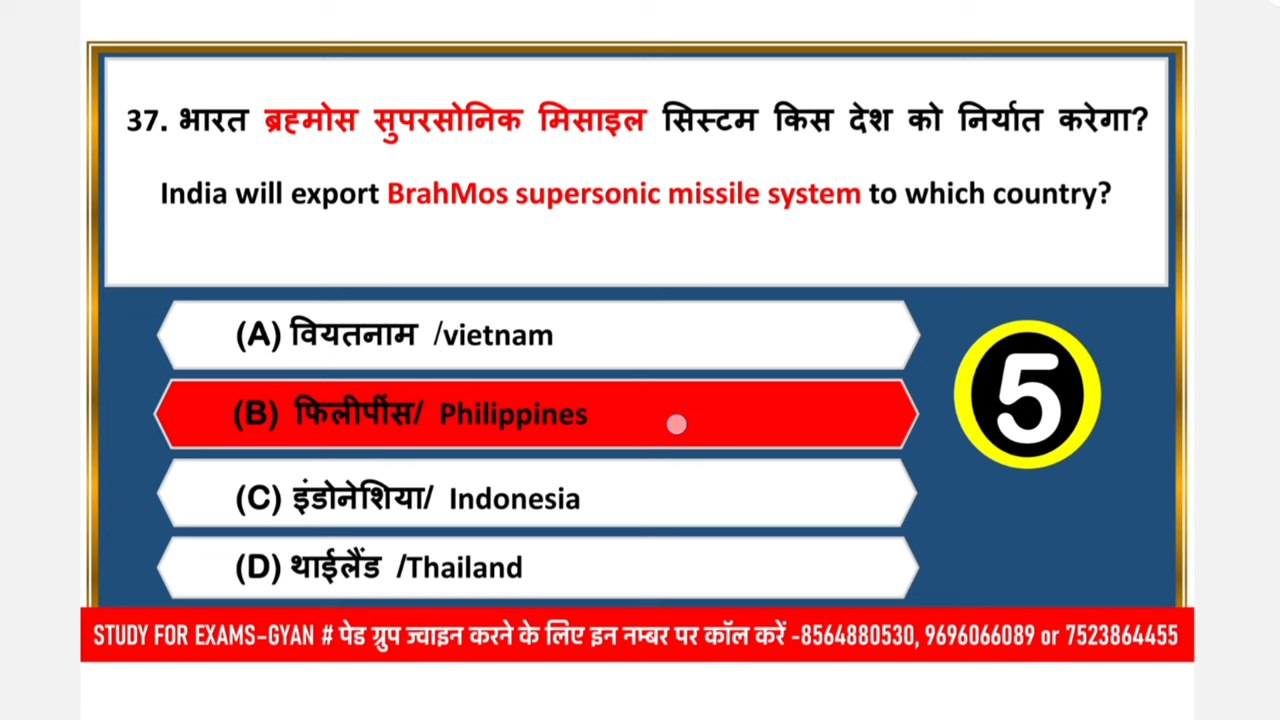 37. भारत ब्रह्मोस सुपरसोनिक मिसाइल सिस्टम किस देश को निर्यात करेगा?
India will export BrahMos supersonic missile system to which country?
(A) वियतनाम /vietnam
(B) फिलीपींस/ Philippines
5
(C) इंडोनेशिया/ Indonesia
(D) थाईलैंड /Thailand
STUDY FOR EXAMS-GYAN # पेड ग्रुप ज्वाइन करने के लिए इन नम्बर पर कॉल करें -8564880530, 9696066089 or 7523864455